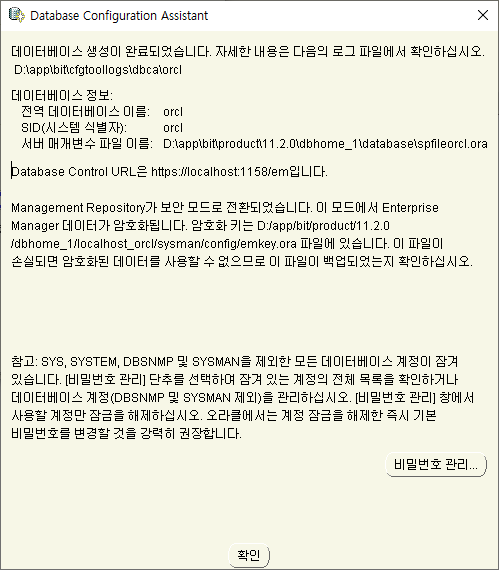 Database Configuration Assistant
데이터베이스 생성이 완료되었습니다. 자세한 내용은 다음의 로그 파일에서 확인하십시오.
D:\app\bit\cfgtoollogs\dbca\orcl
데이터베이스 정보:
전역 데이터베이스 이름: orcl
SID(시스템 식별자): orcl
서버 매개변수 파일 이름: D:\app\bit\product\11.2.0\dbhome_1\database\spfileorcl.ora
Database Control URL은 https://localhost:1158/em입니다.
Management Repository가 보안 모드로 전환되었습니다. 이 모드에서 Enterprise
Manager 데이터가 암호화됩니다. 암호화 키는 D:/app/bit/product/11.2.0
/dbhome_1/localhost_orcl/sysman/config/emkey.ora 파일에 있습니다. 이 파일이
손실되면 암호화된 데이터를 사용할 수 없으므로 이 파일이 백업되었는지 확인하십시오.
참고: SYS, SYSTEM, DBSNMP 및 SYSMAN을 제외한 모든 데이터베이스 계정이 잠겨
있습니다. [비밀번호 관리] 단추를 선택하여 잠겨 있는 계정의 전체 목록을 확인하거나
데이터베이스 계정(DBSNMP 및 SYSMAN 제외)을 관리하십시오. [비밀번호 관리] 창에서
사용할 계정만 잠금을 해제하십시오. 오라클에서는 계정 잠금을 해제한 즉시 기본
비밀번호를 변경할 것을 강력히 권장합니다.
비밀번호 관리...
확인